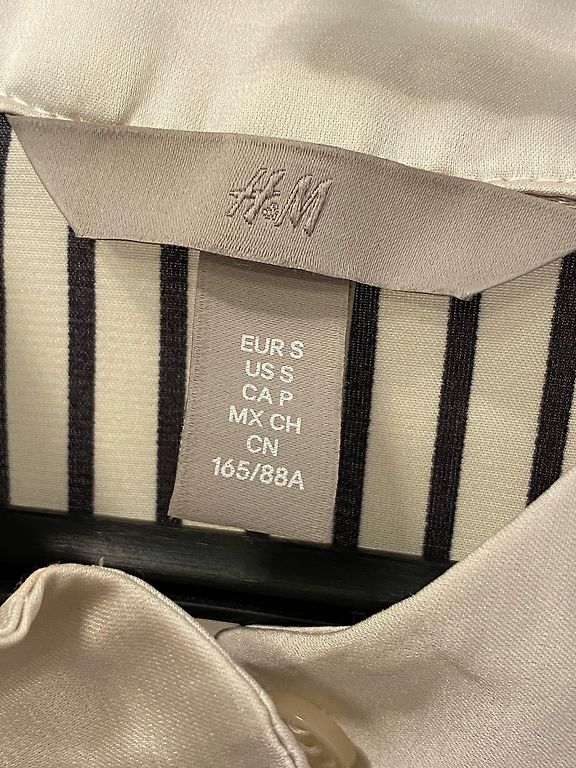 H&M
EUR S
US S
CA P
MX CH
CN
165/88A